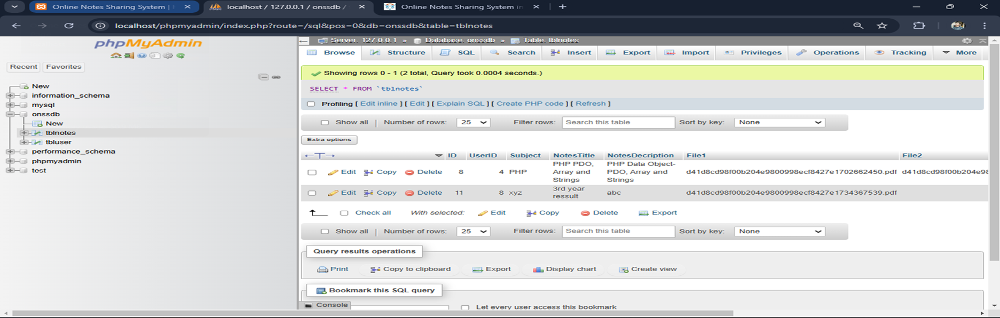 Online Notes Sharing System |
localhost / 127.0.0.1 / onssdb /
Online Notes Sharing System in
localhost/phpmyadmin/index.php?route=/sql&pos=0&db=onssdb&table=tblnotes
phpMyAdmin
Recent Favorites
New
information_schema
mysql
onssdb
New
tblnotes
tbluser
performance_schema
phpmyadmin
test
Server: 127.0.0.1 » Database: onssdb » Table: tblnotes
Browse Structure SQL Search Insert Export Import Privileges Operations Tracking More
Showing rows 0 - 1 (2 total, Query took 0.0004 seconds.)
SELECT * FROM `tblnotes`
Profiling [ Edit inline ] [ Edit ] [ Explain SQL ] [ Create PHP code ] [ Refresh ]
Show all | Number of rows: 25 Filter rows: Search this table Sort by key: None
Extra options
←T→ ID UserID Subject NotesTitle NotesDecription File1 File2
Edit Copy Delete 8 4 PHP PHP PDO, Array and Strings PHP Data Object-PDO, Array and Strings d41d8cd98f00b204e9800998ecf8427e1702662450.pdf d41d8cd98f00b204e98
Edit Copy Delete 11 8 xyz 3rd year ressult abc d41d8cd98f00b204e9800998ecf8427e1734367539.pdf
Check all With selected: Edit Copy Delete Export
Show all | Number of rows: 25 Filter rows: Search this table Sort by key: None
Query results operations
Print Copy to clipboard Export Display chart Create view
Bookmark this SQL query
Console
Let every user access this bookmark